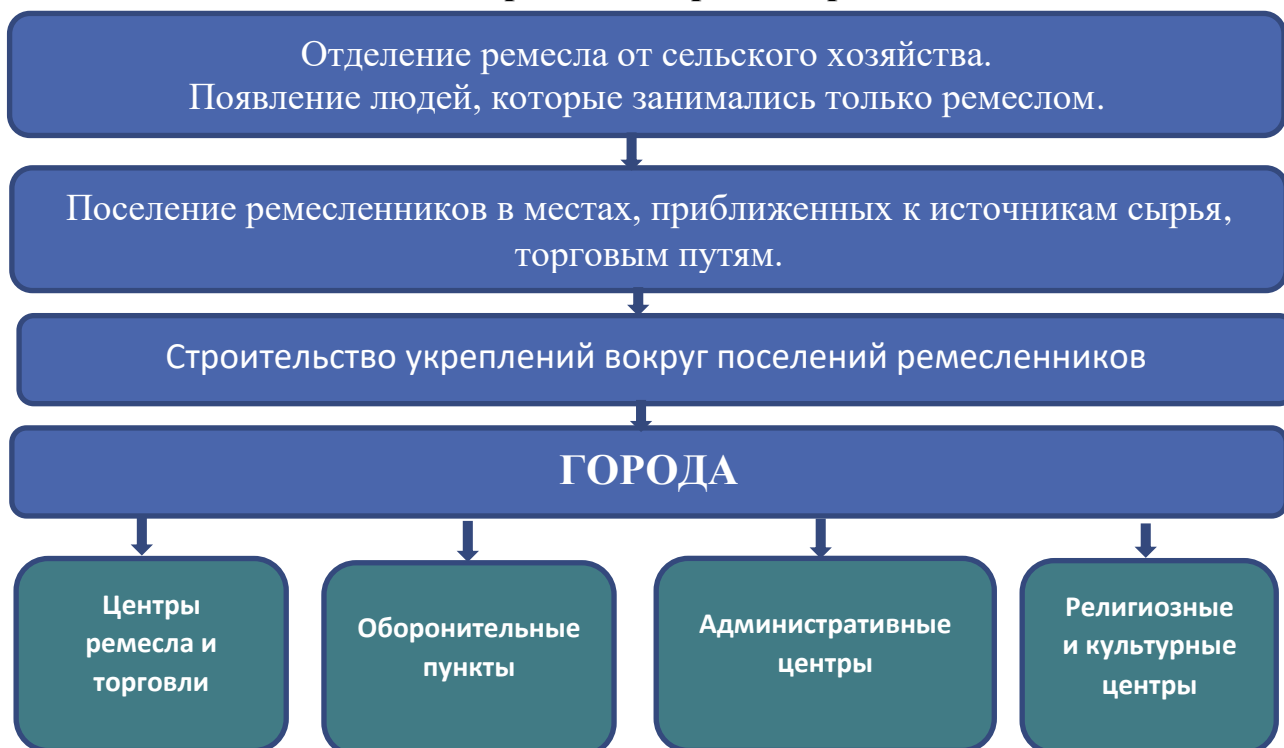 Отделение ремесла от сельского хозяйства.
Появление людей, которые занимались только ремеслом.
Поселение ремесленников в местах, приближенных к источникам сырья,
торговым путям.
Строительство укреплений вокруг поселений ремесленников
ГОРОДА
Центры
ремесла и
торговли
Оборонительные
пункты
Административные
центры
Религиозные
и культурные
центры